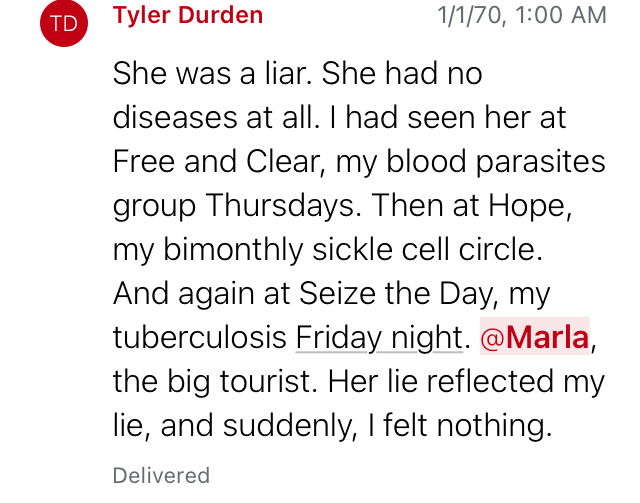 TD
Tyler Durden
1/1/70, 1:00 AM
She was a liar. She had no
diseases at all. I had seen her at
Free and Clear, my blood parasites
group Thursdays. Then at Hope,
my bimonthly sickle cell circle.
And again at Seize the Day, my
tuberculosis Friday night. @Marla,
the big tourist. Her lie reflected my
lie, and suddenly, I felt nothing.
Delivered